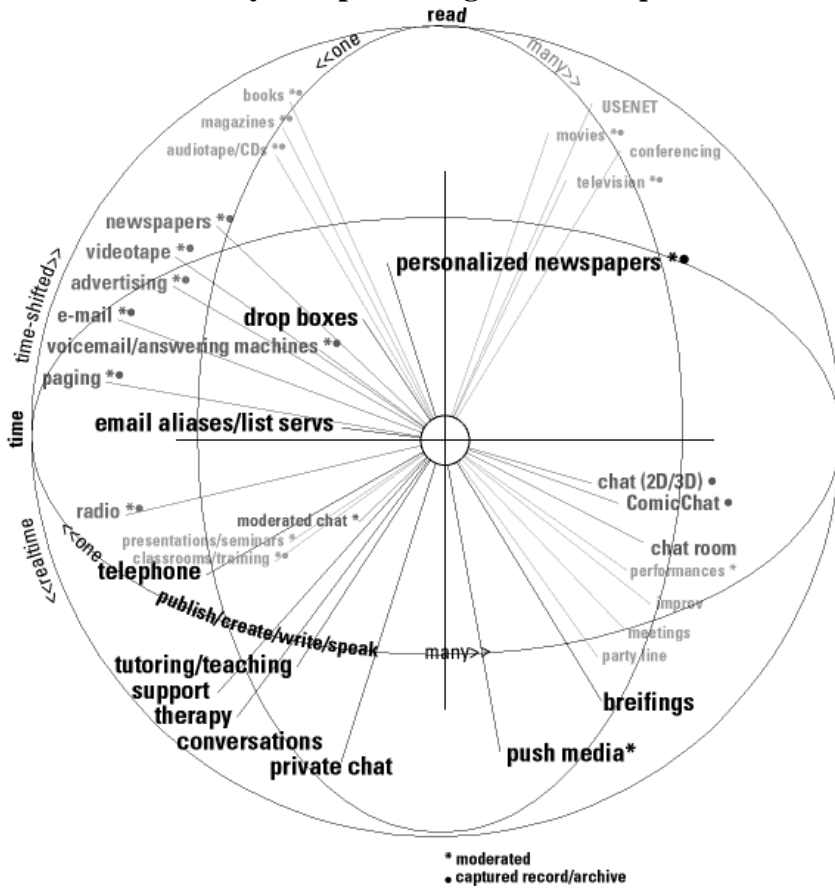 read
<<one
many>>
books *•
magazines *•
audiotape/CDs *•
USENET
movies *•
conferencing
television *•
newspapers *•
videotape *•
advertising *•
e-mail *•
voicemail/answering machines *•
paging *•
personalized newspapers *•
drop boxes
email aliases/list servs
time-shifted>>
time
<<realtime
radio *•
<<one
moderated chat *
presentations/seminars *
classrooms/training *•
telephone
publish/create/write/speak
many>>
chat (2D/3D) •
ComicChat •
chat room
performances *
improv
meetings
party line
breifings
push media*
tutoring/teaching
support
therapy
conversations
private chat
* moderated
• captured record/archive